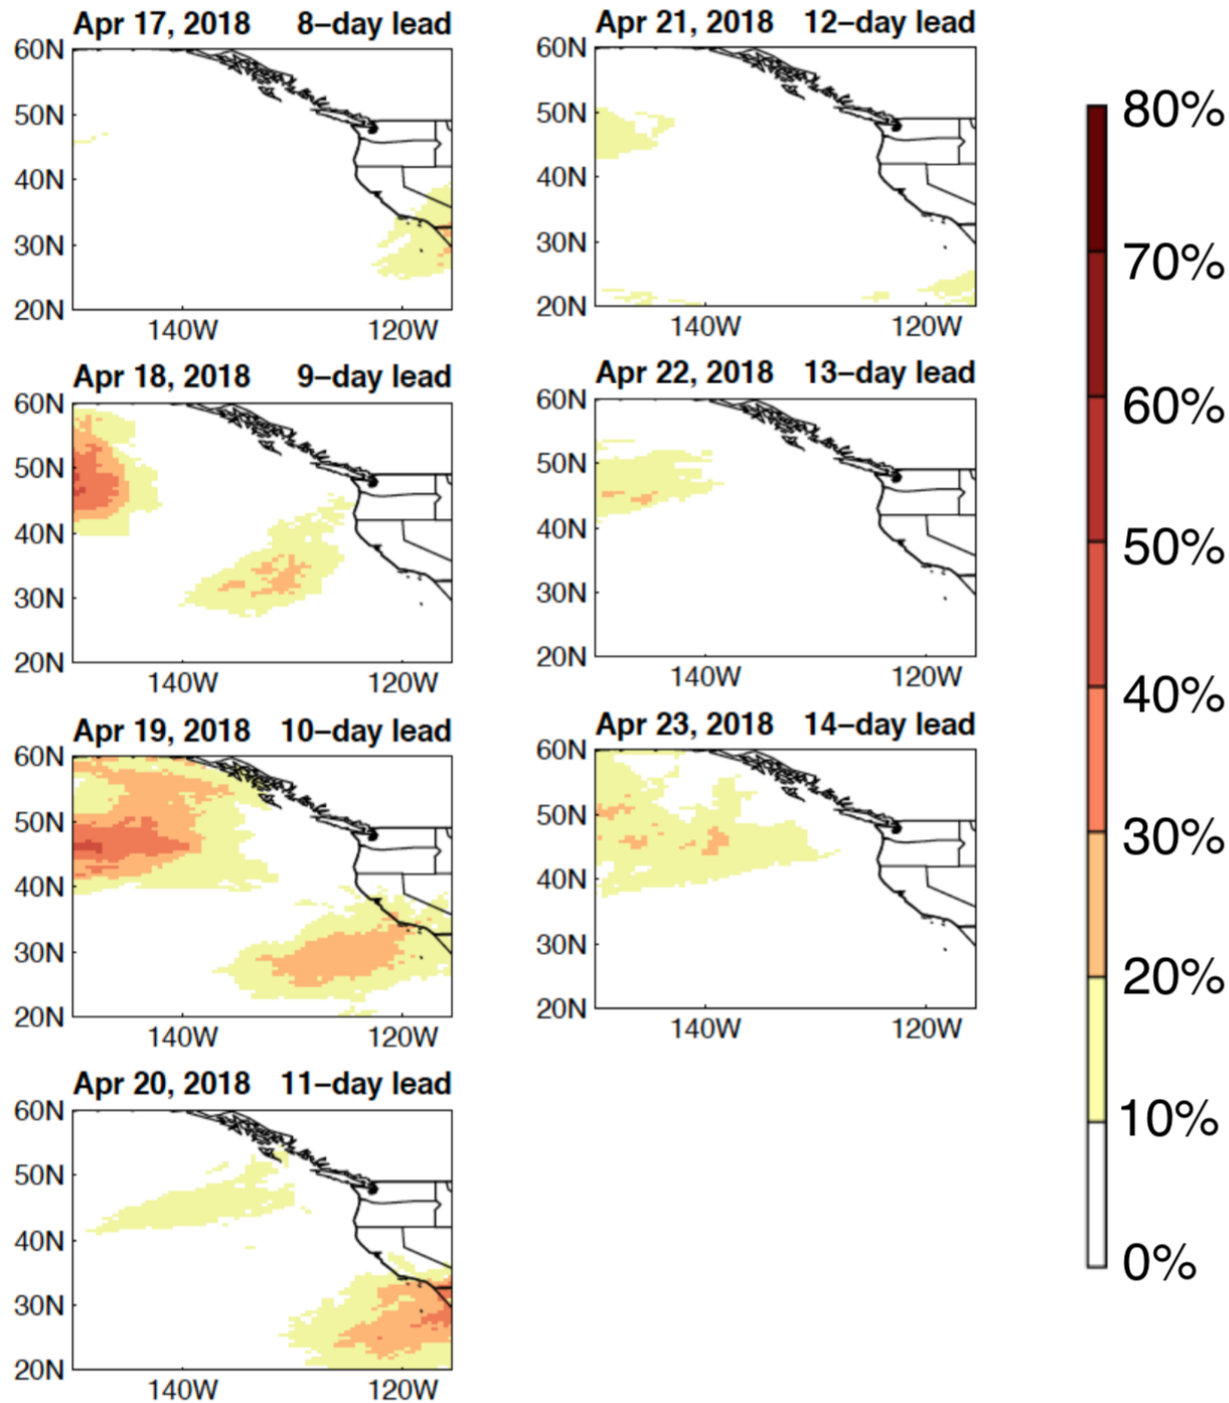 Apr 17, 2018 8–day lead
60N
50N
40N
30N
20N
140W 120W
Apr 18, 2018 9–day lead
60N
50N
40N
30N
20N
140W 120W
Apr 19, 2018 10–day lead
60N
50N
40N
30N
20N
140W 120W
Apr 20, 2018 11–day lead
60N
50N
40N
30N
20N
140W 120W
Apr 21, 2018 12–day lead
60N
50N
40N
30N
20N
140W 120W
Apr 22, 2018 13–day lead
60N
50N
40N
30N
20N
140W 120W
Apr 23, 2018 14–day lead
60N
50N
40N
30N
20N
140W 120W
80%
70%
60%
50%
40%
30%
20%
10%
0%